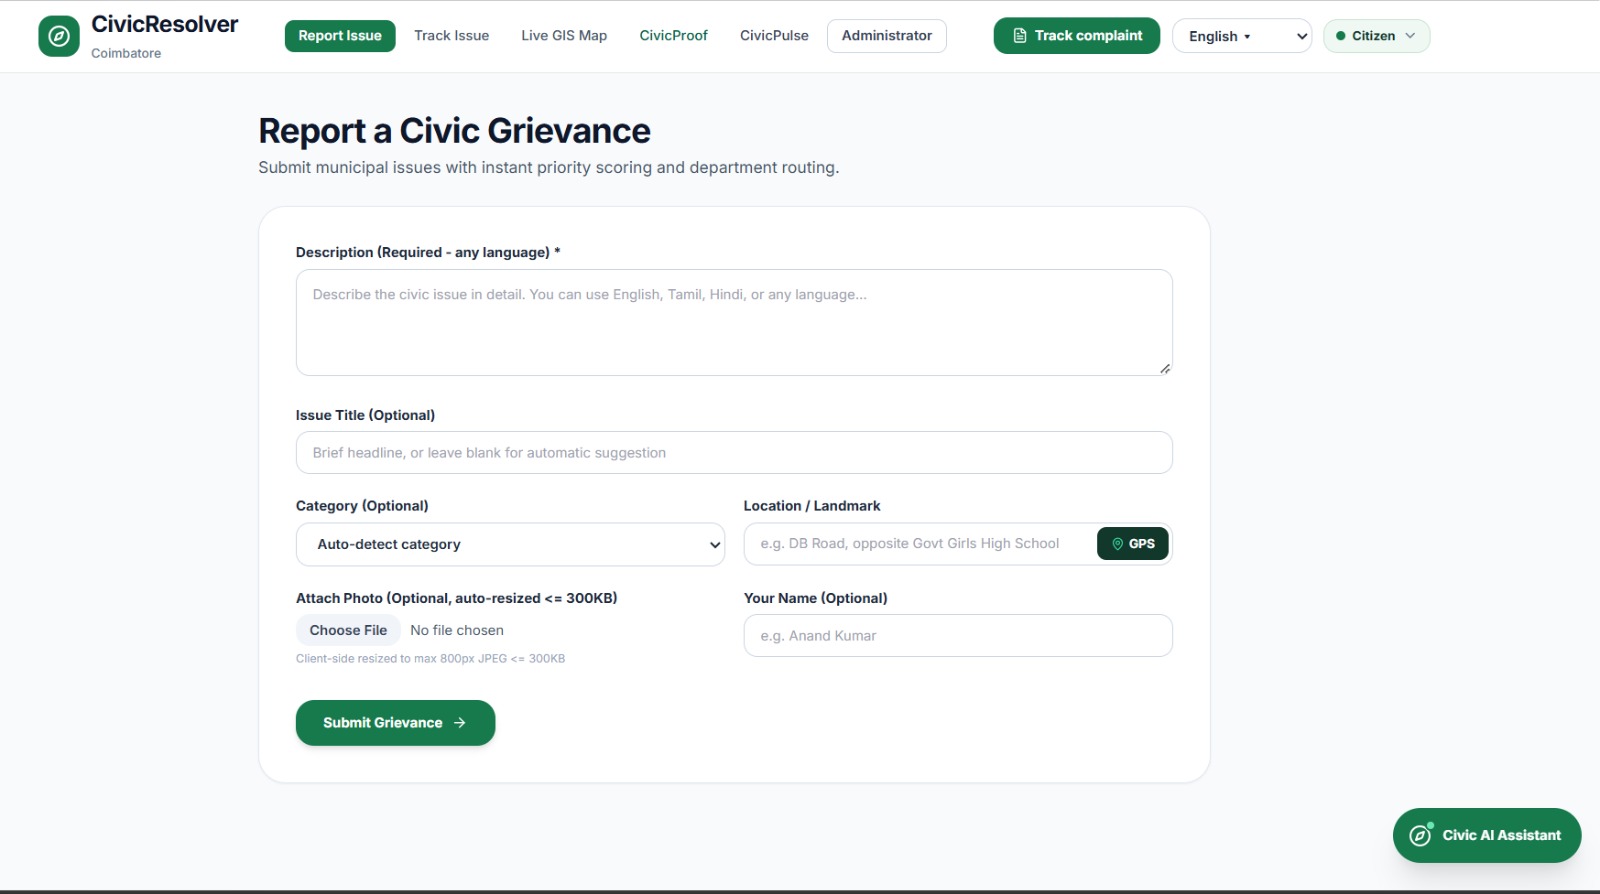 CivicResolver
Coimbatore
Report Issue
Track Issue
Live GIS Map
CivicProof
CivicPulse
Administrator
Track complaint
English ▾
Citizen
Report a Civic Grievance
Submit municipal issues with instant priority scoring and department routing.
Description (Required - any language) *
Describe the civic issue in detail. You can use English, Tamil, Hindi, or any language...
Issue Title (Optional)
Brief headline, or leave blank for automatic suggestion
Category (Optional)
Auto-detect category
Location / Landmark
e.g. DB Road, opposite Govt Girls High School
GPS
Attach Photo (Optional, auto-resized <= 300KB)
Choose File No file chosen
Client-side resized to max 800px JPEG <= 300KB
Your Name (Optional)
e.g. Anand Kumar
Submit Grievance →
Civic AI Assistant